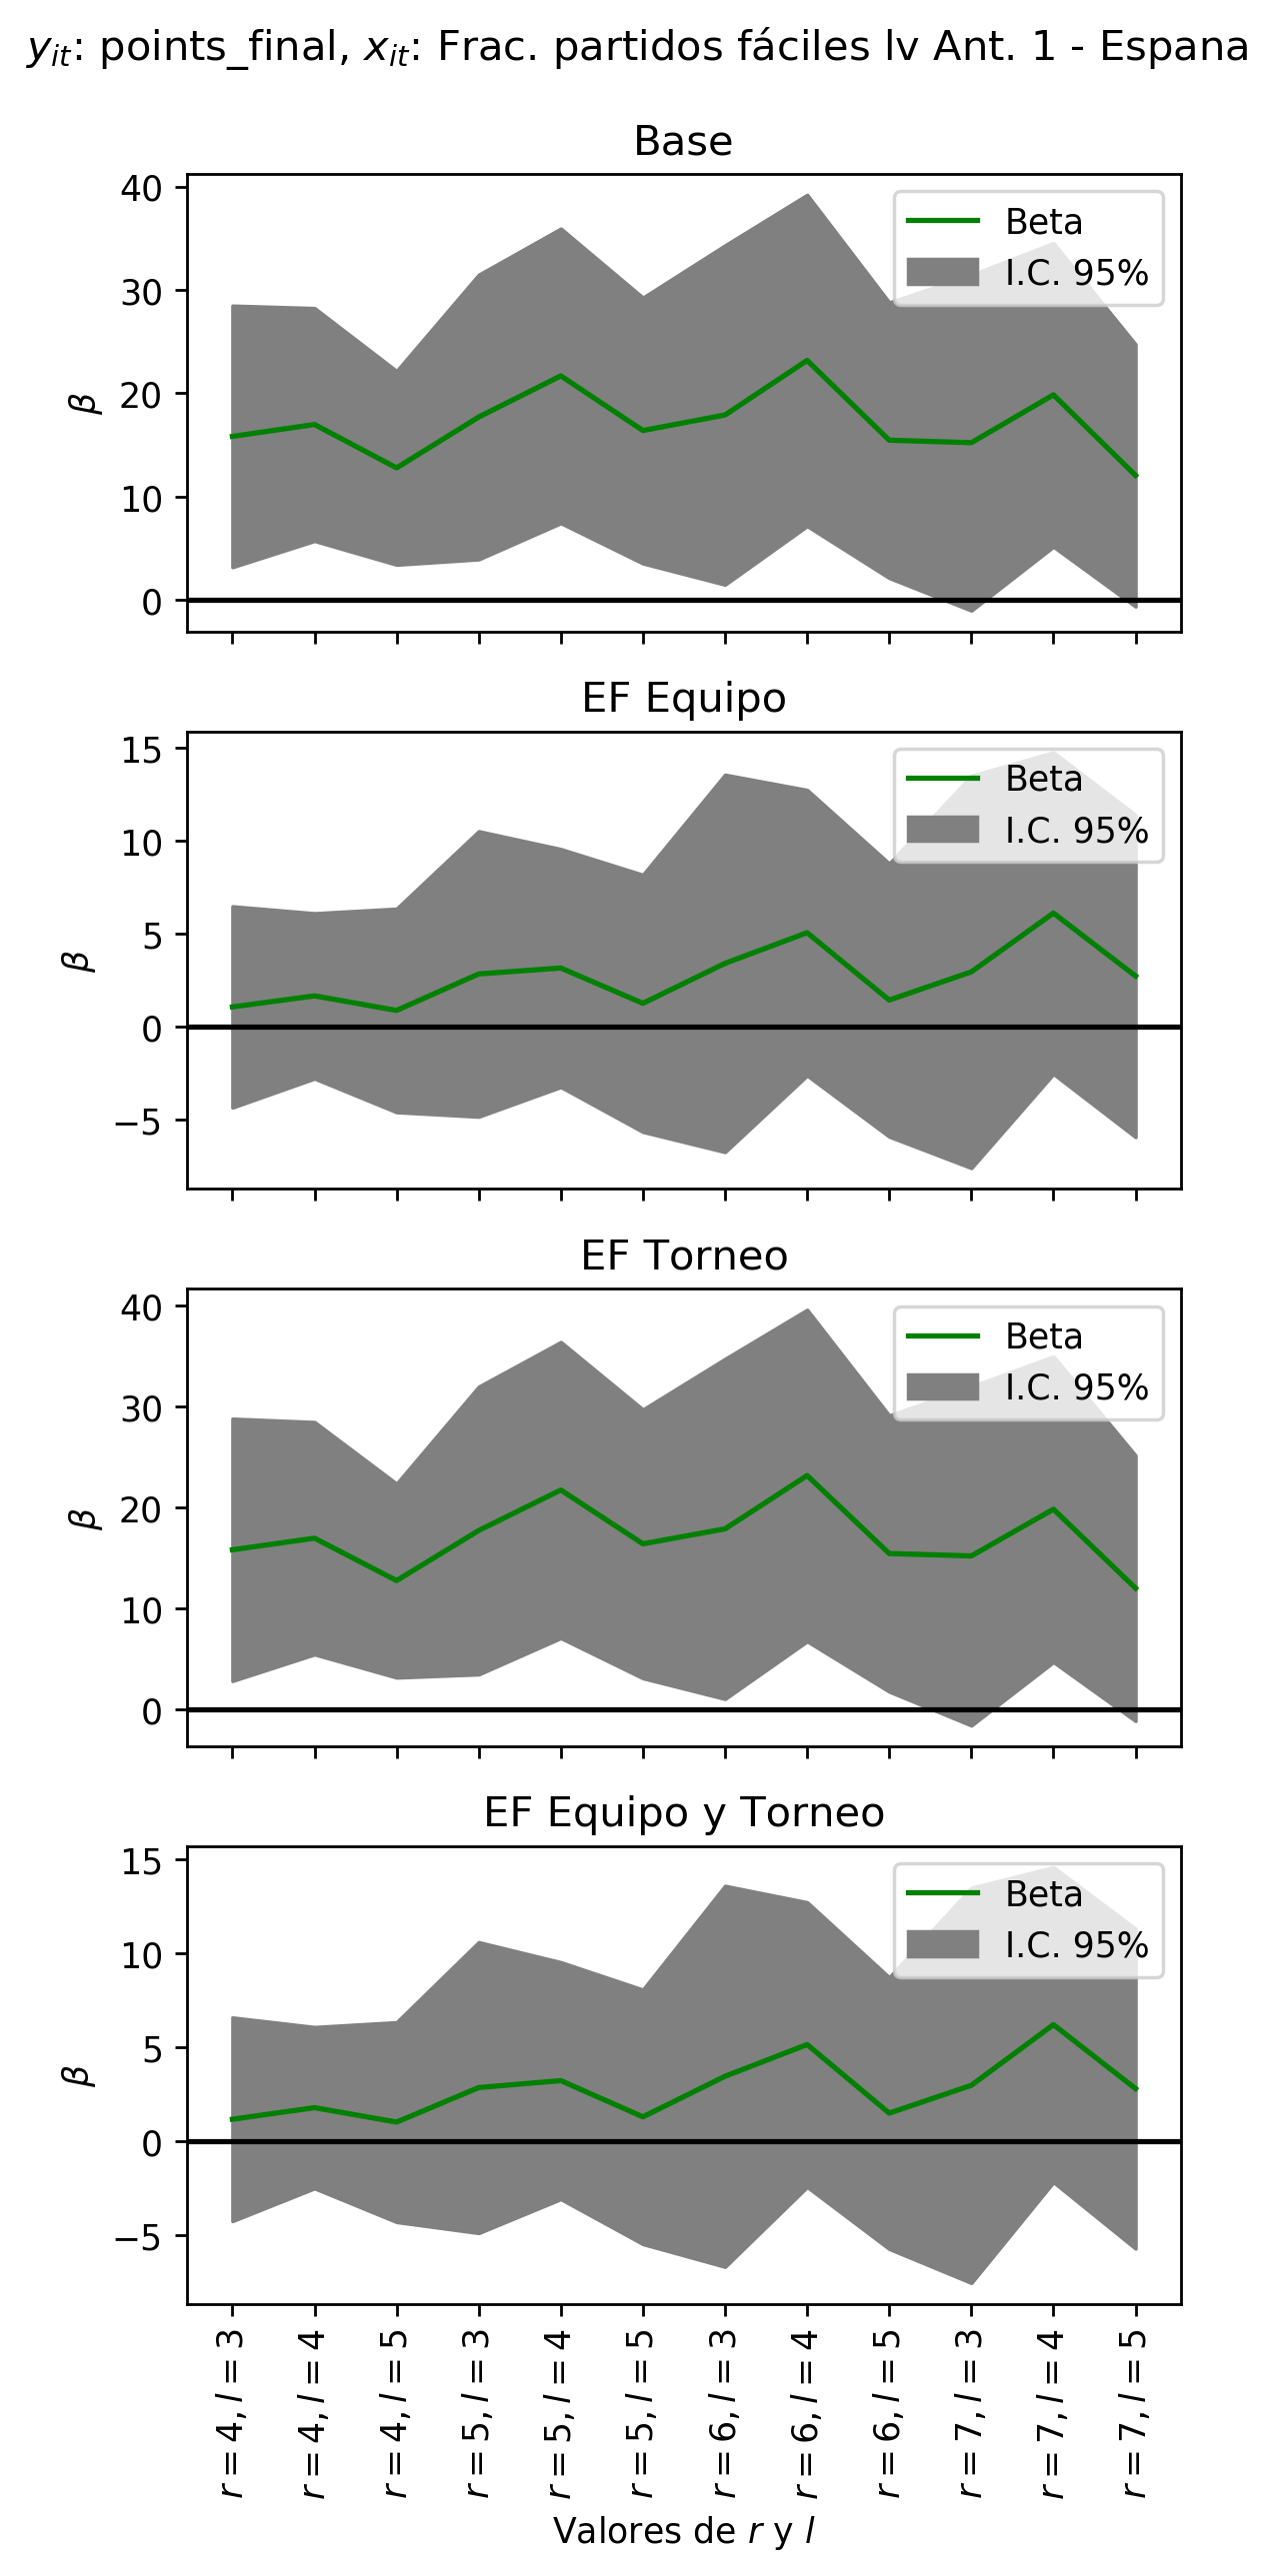 y_it: points_final, x_it: Frac. partidos fáciles lv Ant. 1 - Espana
Base
40
30
20
10
0
β
Beta
I.C. 95%
EF Equipo
15
10
5
0
−5
β
Beta
I.C. 95%
EF Torneo
40
30
20
10
0
β
Beta
I.C. 95%
EF Equipo y Torneo
15
10
5
0
−5
β
Beta
I.C. 95%
r = 4, l = 3
r = 4, l = 4
r = 4, l = 5
r = 5, l = 3
r = 5, l = 4
r = 5, l = 5
r = 6, l = 3
r = 6, l = 4
r = 6, l = 5
r = 7, l = 3
r = 7, l = 4
r = 7, l = 5
Valores de r y l